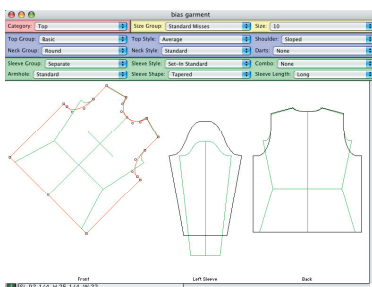 bias garment
Category: Top Size Group: Standard Misses Size: 10
Top Group: Basic Top Style: Average Shoulder: Sloped
Neck Group: Round Neck Style: Standard Darts: None
Sleeve Group: Separate Sleeve Style: Set-In Standard Combo: None
Armhole: Standard Sleeve Shape: Tapered Sleeve Length: Long
Front Left Sleeve Back